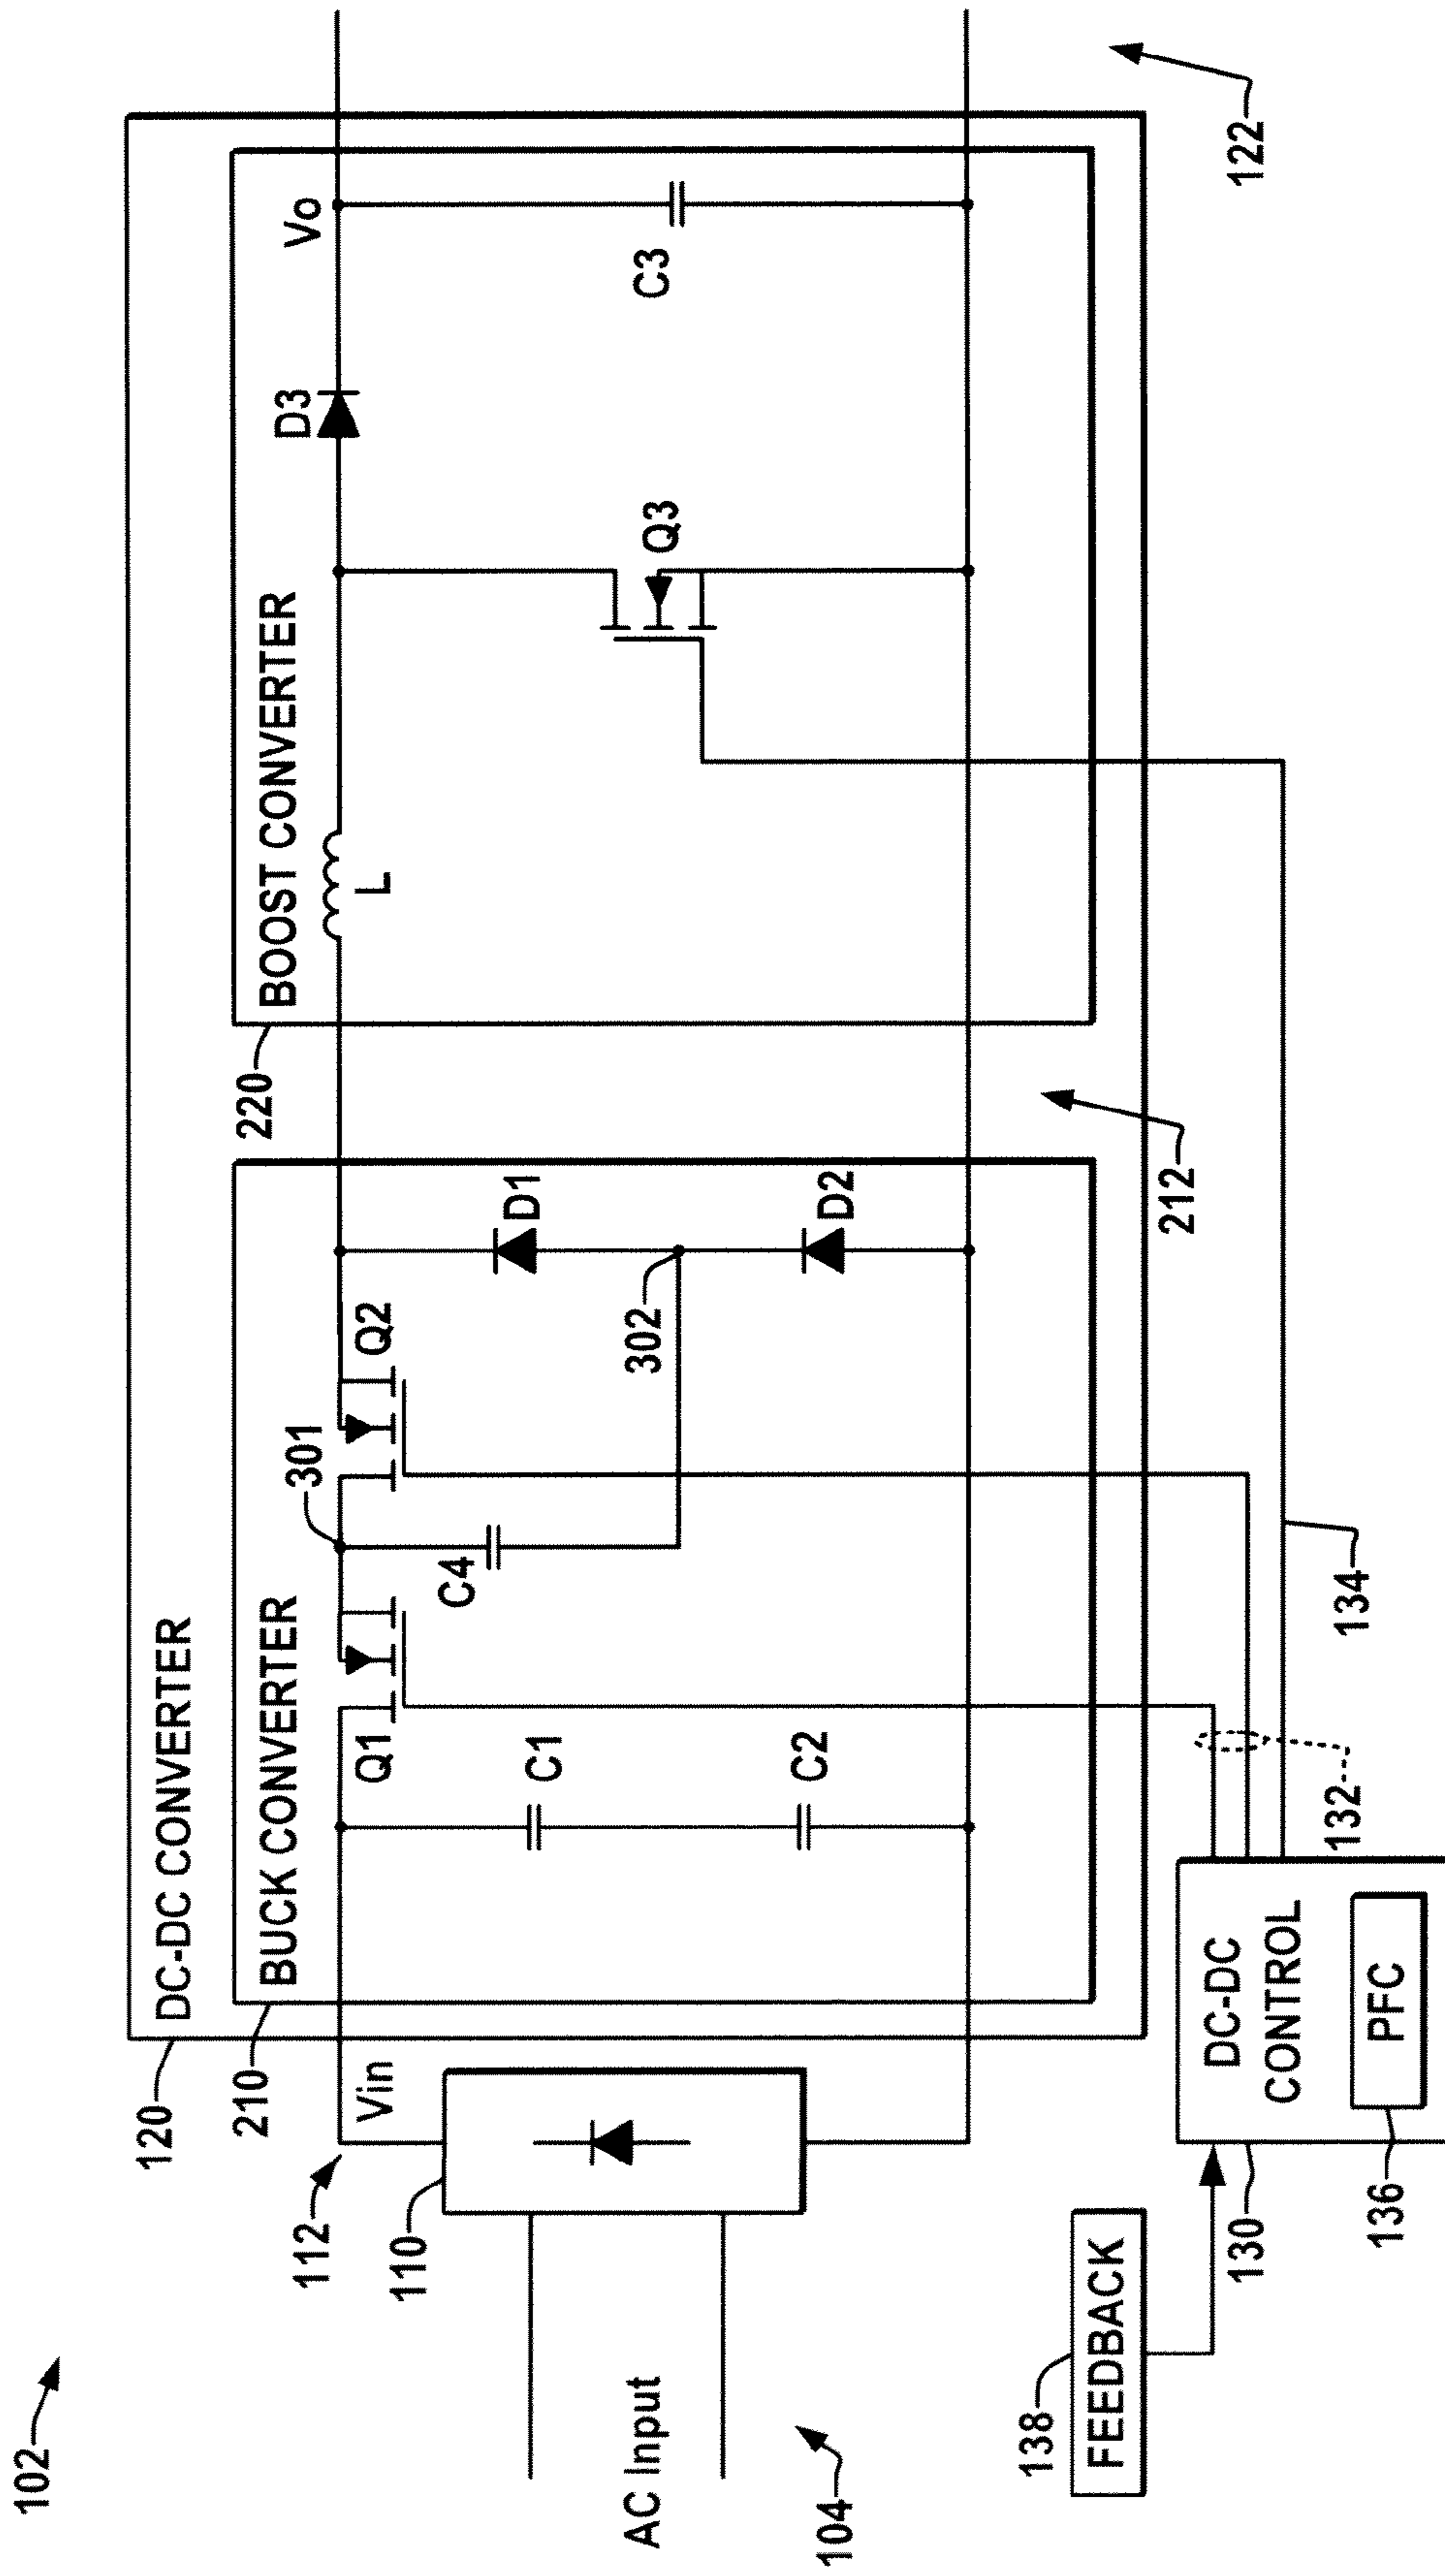 102
120
DC-DC CONVERTER
210
BUCK CONVERTER
220
BOOST CONVERTER
112
Vin
Q1
301
Q2
L
D3
Vo
110
C1
C4
D1
302
Q3
C3
AC Input
C2
D2
104
212
122
138
FEEDBACK
130
DC-DC
CONTROL
132
134
136
PFC